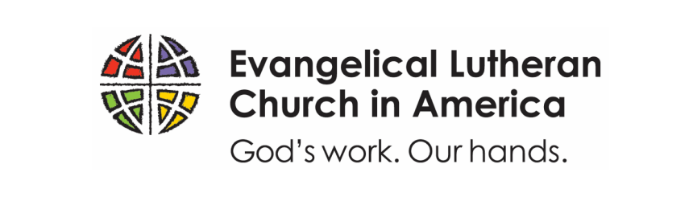 Evangelical Lutheran
Church in America
God's work. Our hands.